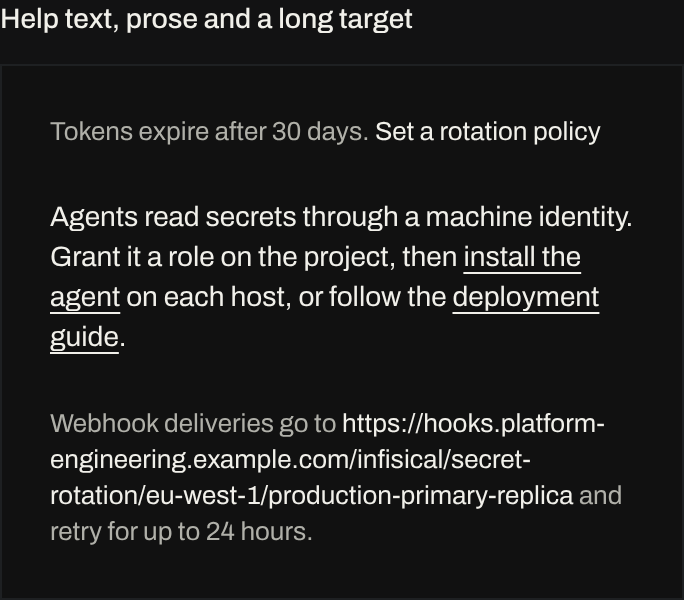 Help text, prose and a long target
Tokens expire after 30 days. Set a rotation policy
Agents read secrets through a machine identity.
Grant it a role on the project, then install the
agent on each host, or follow the deployment
guide.
Webhook deliveries go to https://hooks.platform-
engineering.example.com/infisical/secret-
rotation/eu-west-1/production-primary-replica and
retry for up to 24 hours.